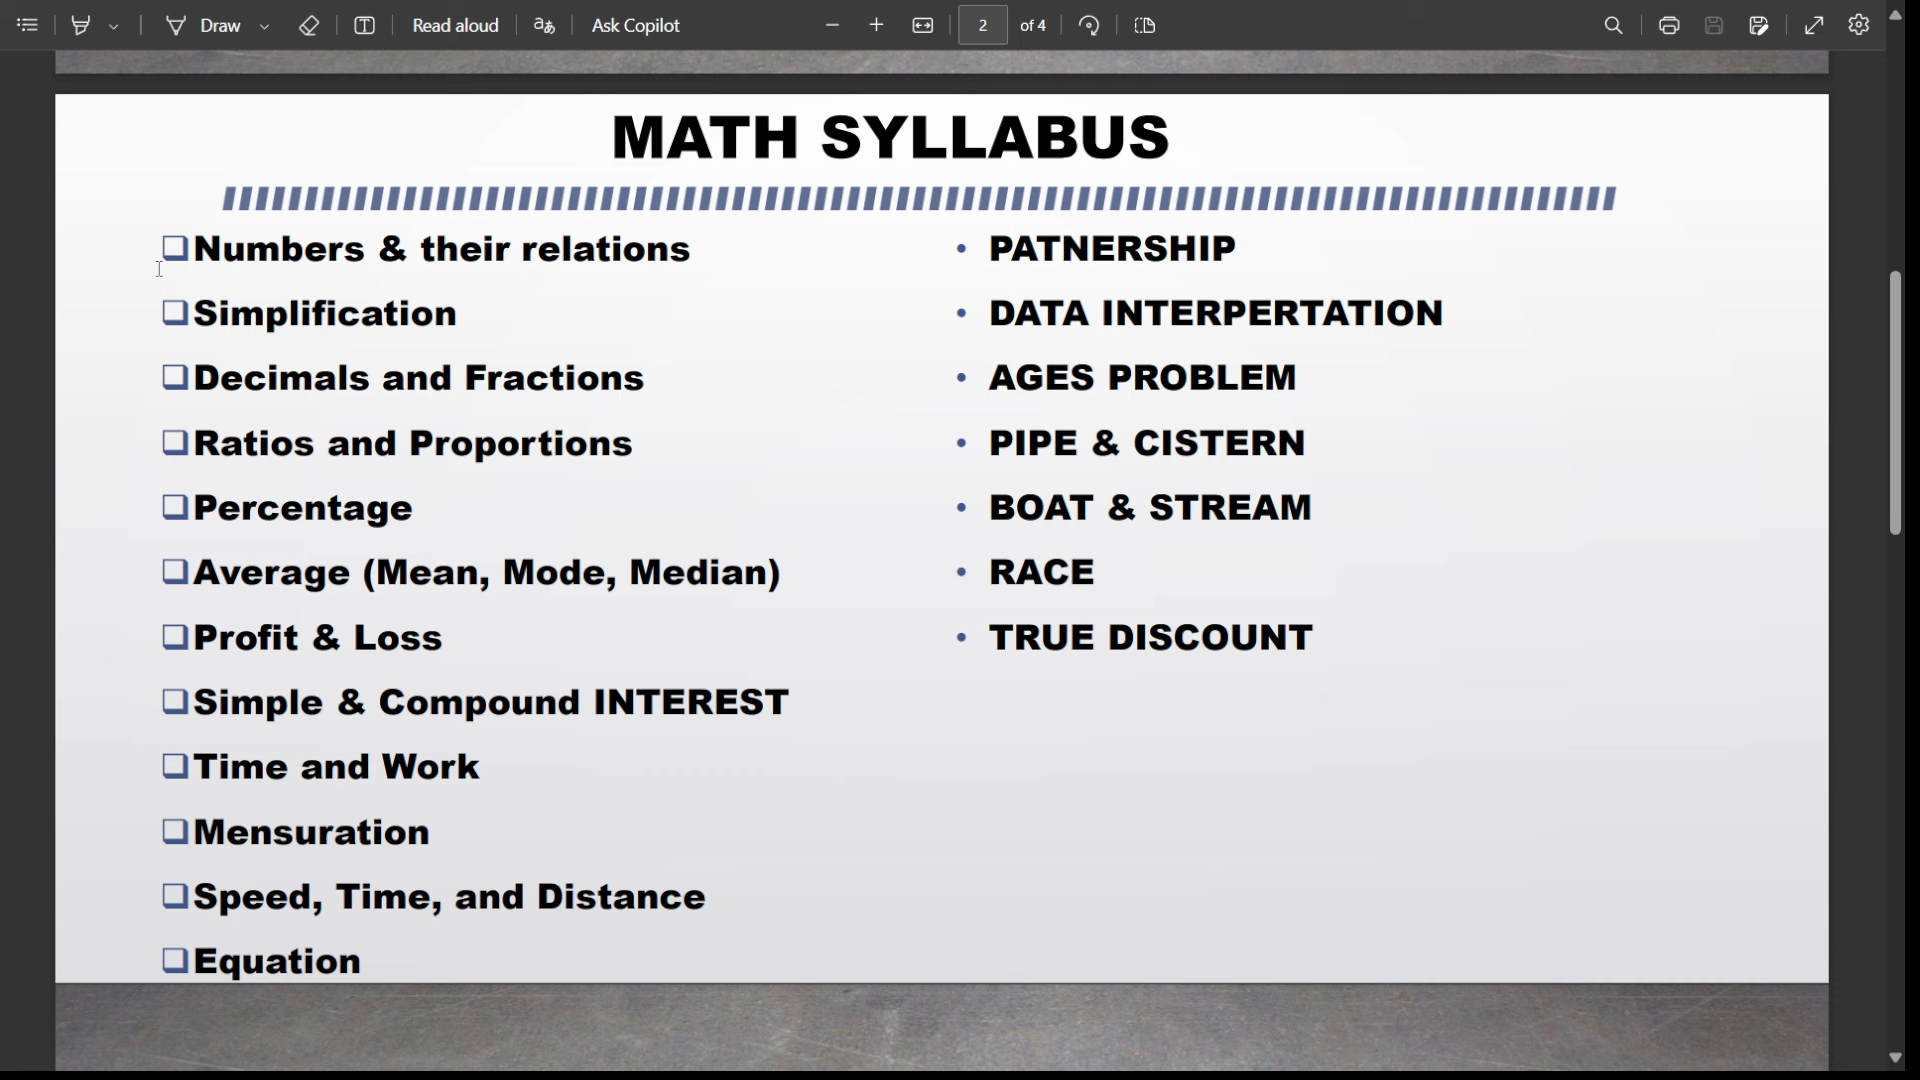 Draw
Read aloud
aあ
Ask Copilot
2
of 4
MATH SYLLABUS
Numbers & their relations
Simplification
Decimals and Fractions
Ratios and Proportions
Percentage
Average (Mean, Mode, Median)
Profit & Loss
Simple & Compound INTEREST
Time and Work
Mensuration
Speed, Time, and Distance
Equation
• PATNERSHIP
• DATA INTERPERTATION
• AGES PROBLEM
• PIPE & CISTERN
• BOAT & STREAM
• RACE
• TRUE DISCOUNT